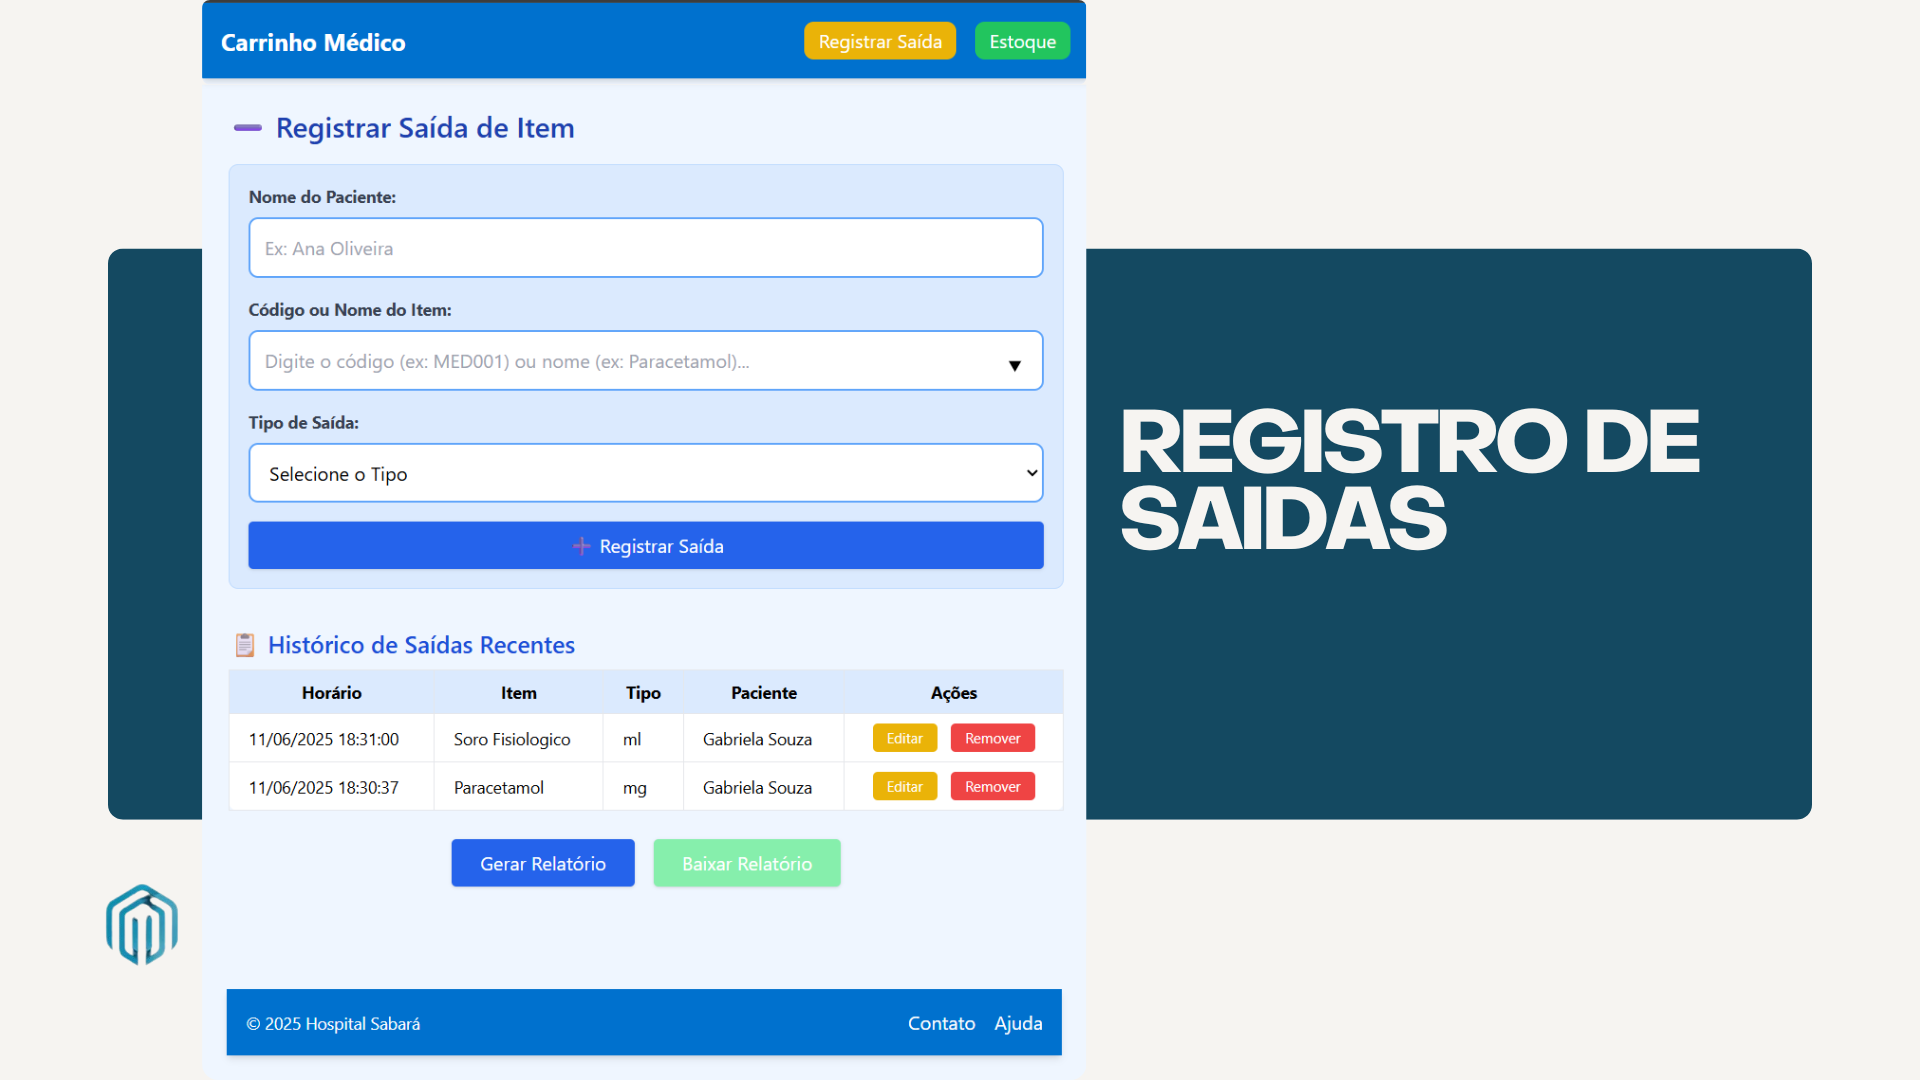 Carrinho Médico
Registrar Saída
Estoque
Registrar Saída de Item
Nome do Paciente:
Ex: Ana Oliveira
Código ou Nome do Item:
Digite o código (ex: MED001) ou nome (ex: Paracetamol)...
Tipo de Saída:
Selecione o Tipo
Registrar Saída
Histórico de Saídas Recentes
Horário Item Tipo Paciente Ações
11/06/2025 18:31:00 Soro Fisiologico ml Gabriela Souza Editar Remover
11/06/2025 18:30:37 Paracetamol mg Gabriela Souza Editar Remover
Gerar Relatório Baixar Relatório
© 2025 Hospital Sabará
Contato Ajuda
REGISTRO DE
SAIDAS